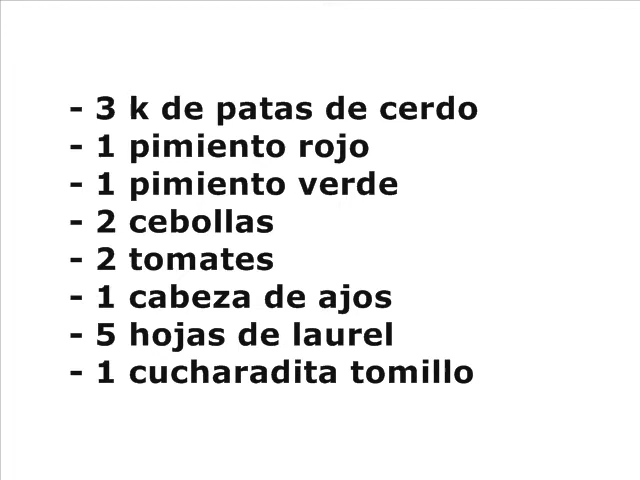 - 3 k de patas de cerdo
- 1 pimiento rojo
- 1 pimiento verde
- 2 cebollas
- 2 tomates
- 1 cabeza de ajos
- 5 hojas de laurel
- 1 cucharadita tomillo